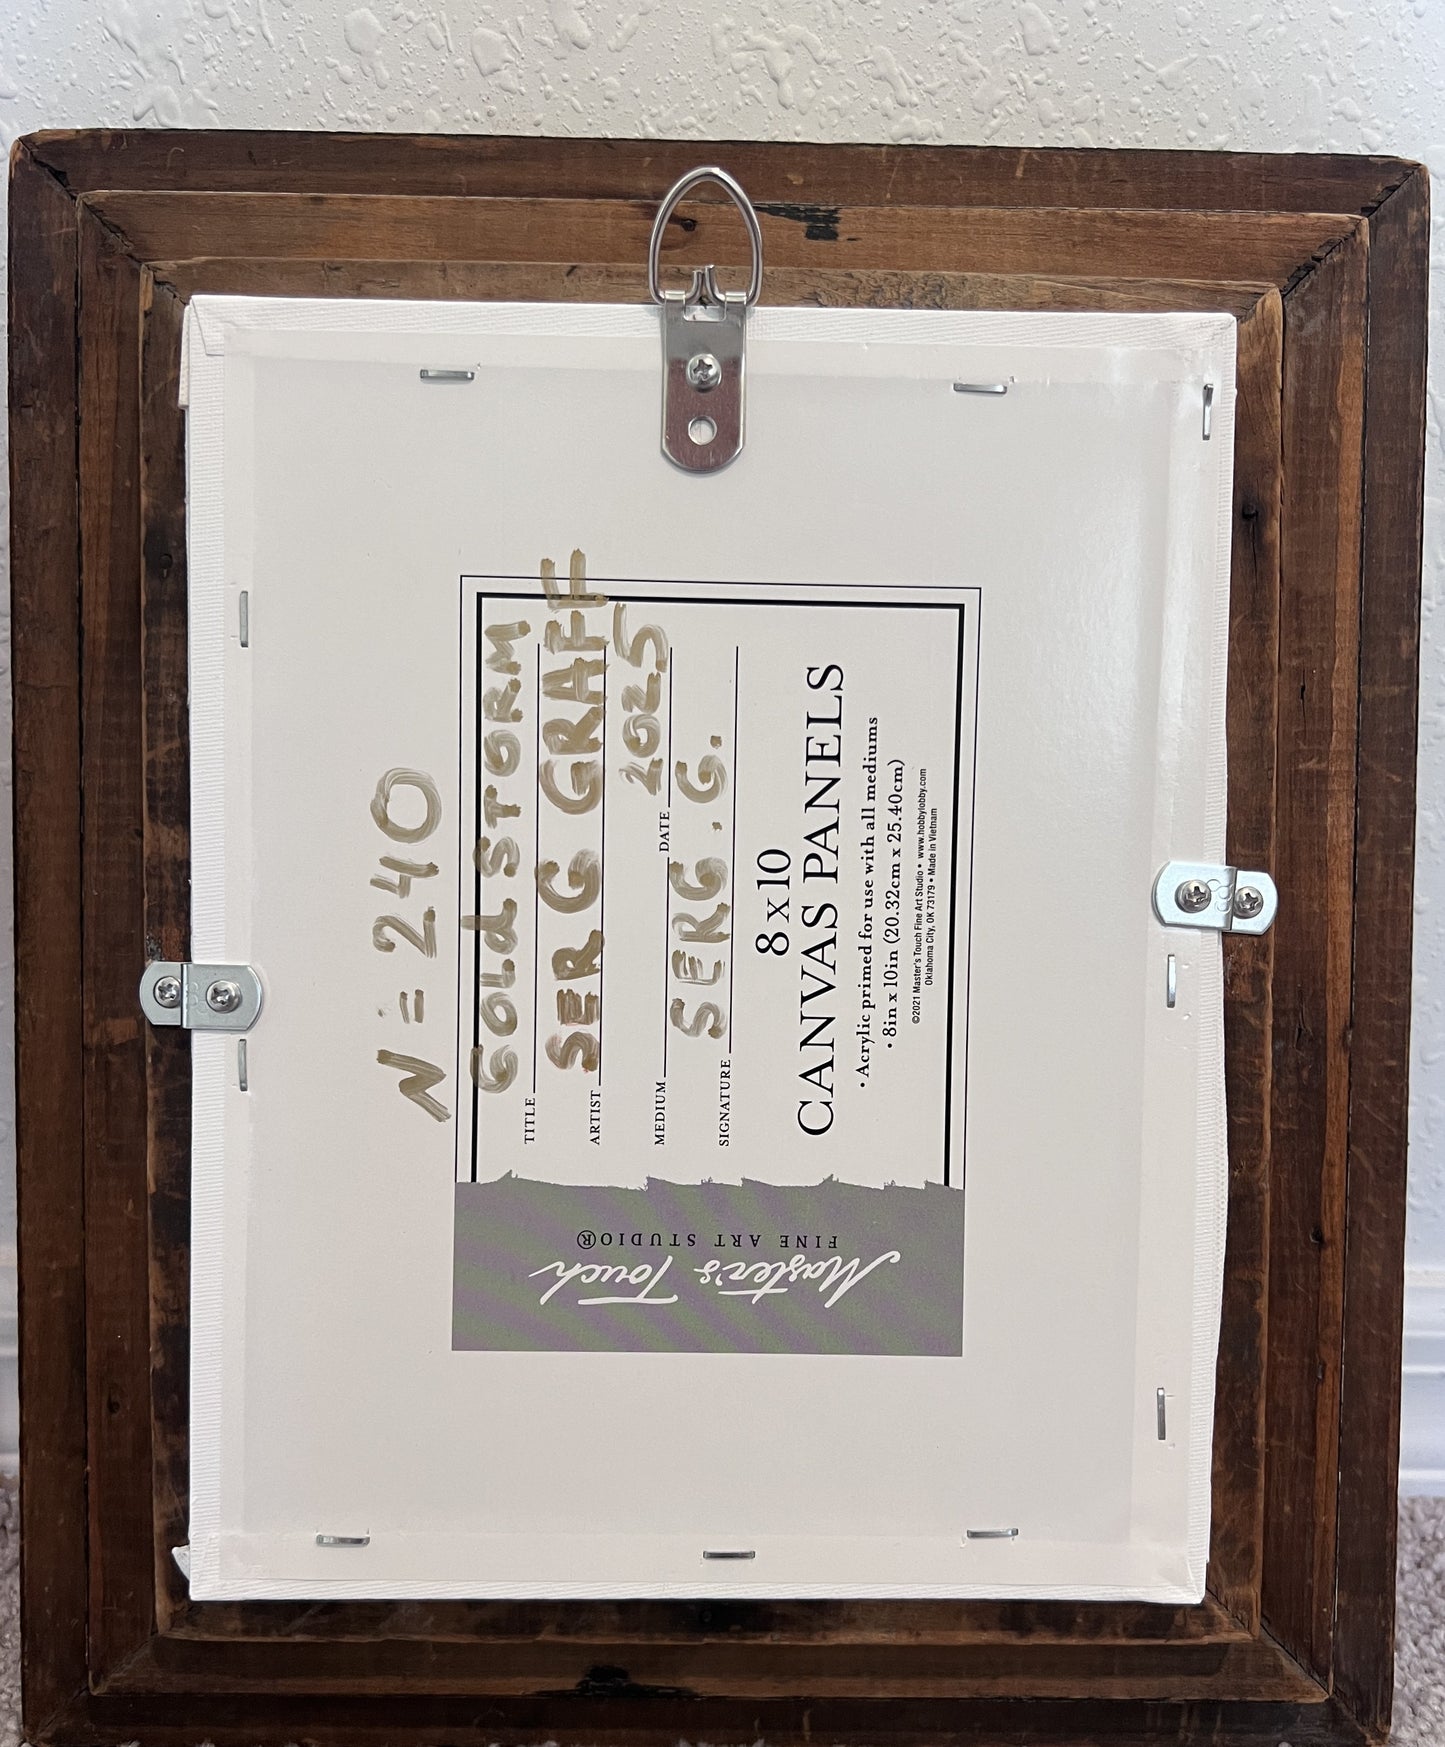 N = 240
TITLE GOLdSTORM
ARTIST SERG GRAFF
MEDIUM DATE 2025
SIGNATURE SERG.G.
8 x 10
CANVAS PANELS
• Acrylic primed for use with all mediums
• 8in x 10in (20.32cm x 25.40cm)
©2021 Master's Touch Fine Art Studio • www.hobbylobby.com
Oklahoma City, OK 73179 • Made in Vietnam
Master's Touch
FINE ART STUDIO®